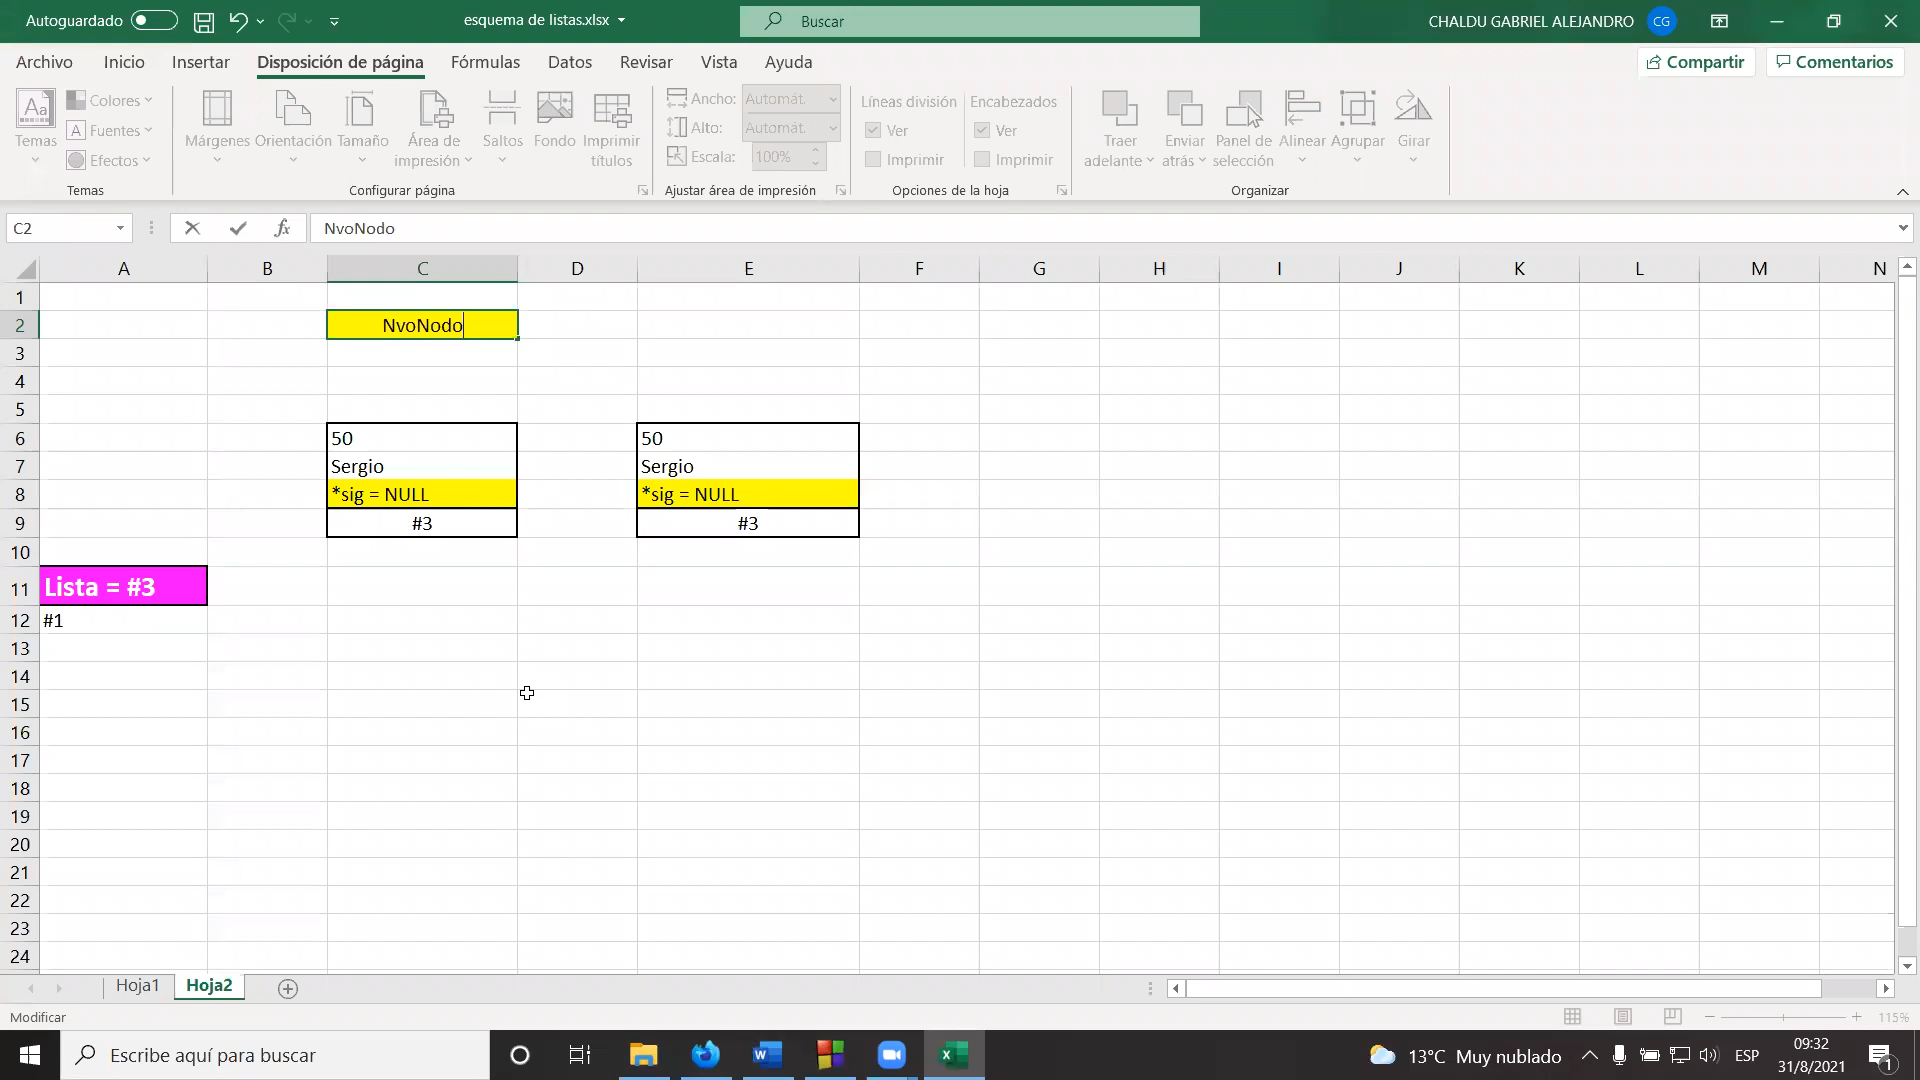 Autoguardado
esquema de listas.xlsx
Buscar
CHALDU GABRIEL ALEJANDRO CG
Archivo Inicio Insertar Disposición de página Fórmulas Datos Revisar Vista Ayuda
Compartir Comentarios
Aa Temas
Colores
A Fuentes
Efectos
Temas
Márgenes Orientación Tamaño Área de impresión Saltos Fondo Imprimir títulos
Configurar página
Ancho: Automát.
Alto: Automát.
Escala: 100%
Ajustar área de impresión
Líneas división Encabezados
Ver Ver
Imprimir Imprimir
Opciones de la hoja
Traer adelante Enviar atrás Panel de selección Alinear Agrupar Girar
Organizar
C2 fx NvoNodo
A B C D E F G H I J K L M N
1
2 NvoNodo
3
4
5
6 50 50
7 Sergio Sergio
8 *sig = NULL *sig = NULL
9 #3 #3
10
11 Lista = #3
12 #1
13
14
15
16
17
18
19
20
21
22
23
24
Hoja1 Hoja2
Modificar
115%
Escribe aquí para buscar
13°C Muy nublado
ESP
09:32
31/8/2021
1